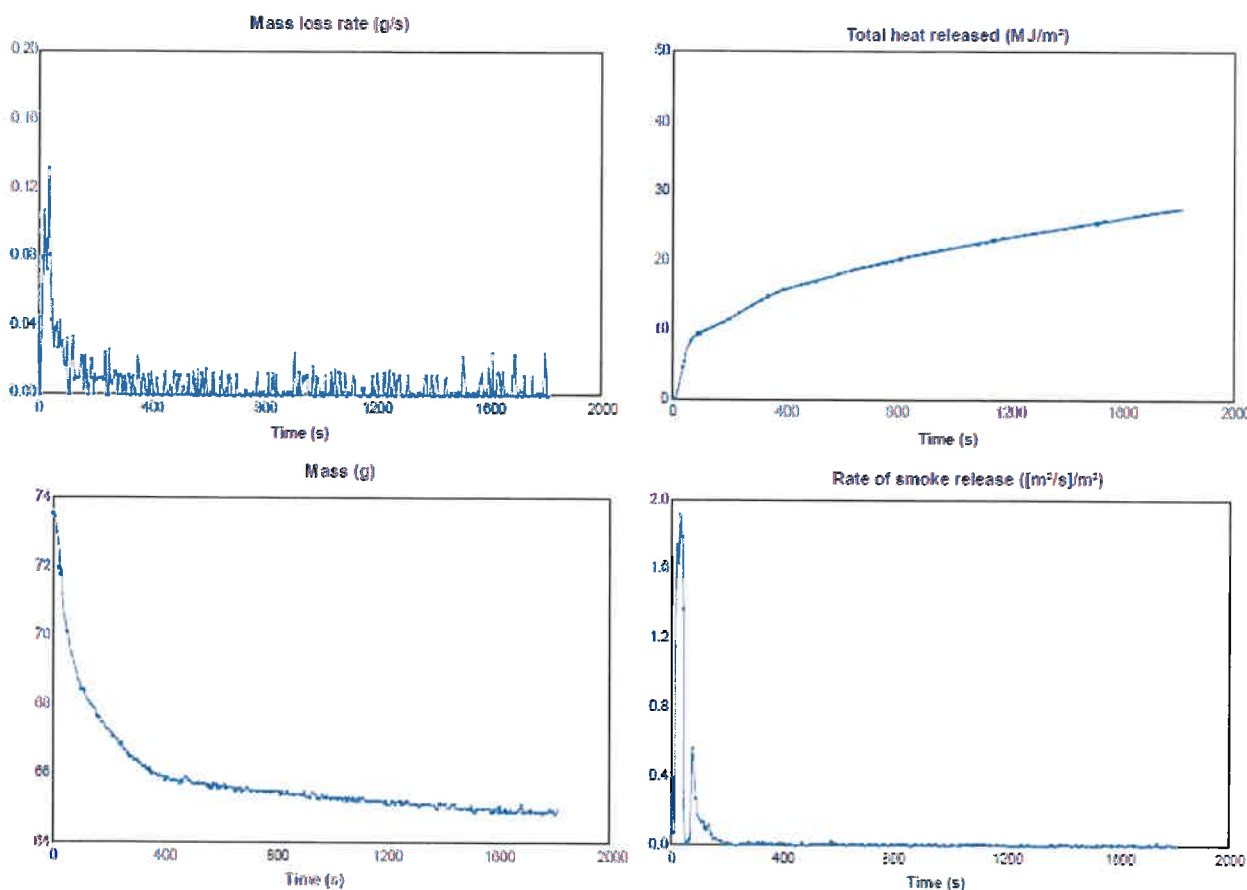 Mass loss rate (g/s)
0.20
0.16
0.12
0.08
0.04
0.00
0 400 800 1200 1600 2000
Time (s)
Total heat released (MJ/m²)
50
40
30
20
10
0
0 400 800 1200 1600 2000
Time (s)
Mass (g)
74
72
70
68
66
64
0 400 800 1200 1600 2000
Time (s)
Rate of smoke release ([m²/s]/m²)
2.0
1.6
1.2
0.8
0.4
0.0
0 400 800 1200 1600 2000
Time (s)